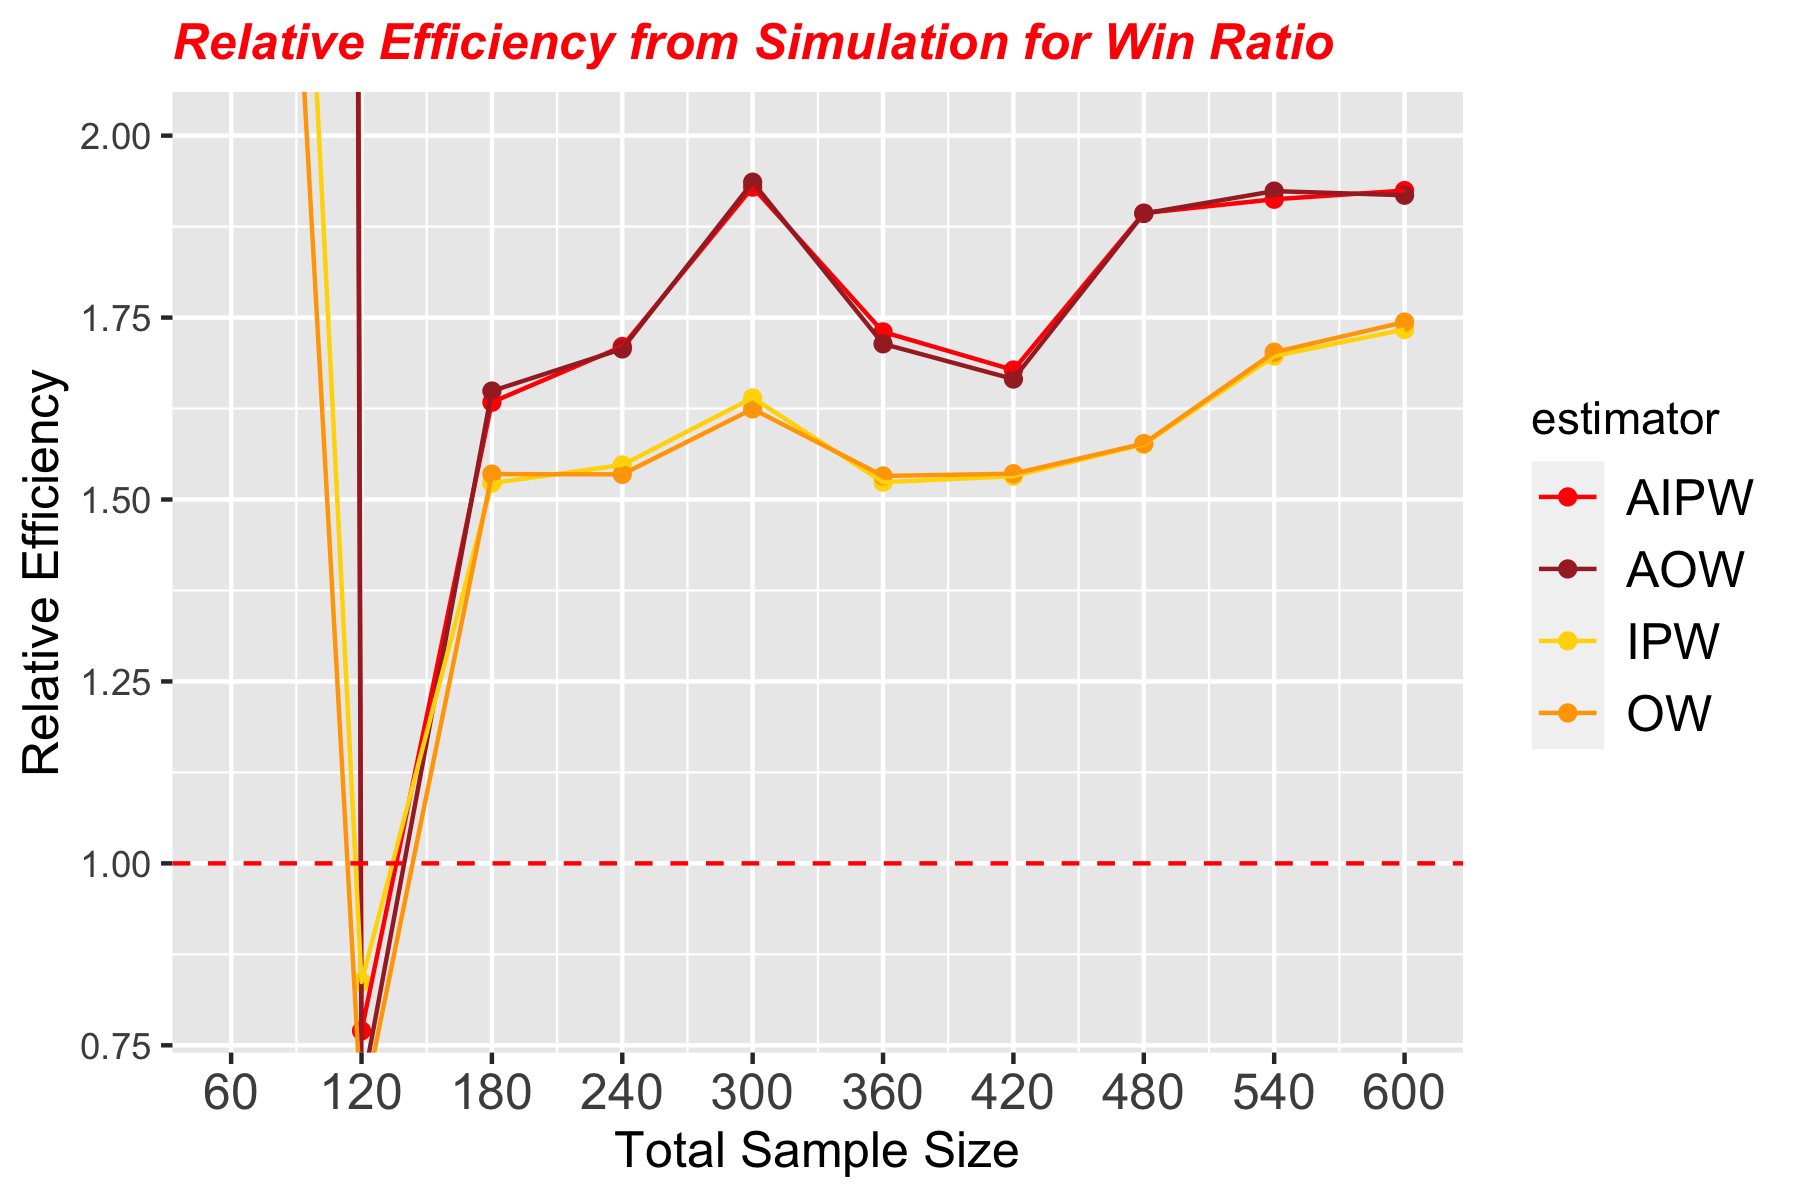 Relative Efficiency from Simulation for Win Ratio
Relative Efficiency
2.00
1.75
1.50
1.25
1.00
0.75
60 120 180 240 300 360 420 480 540 600
Total Sample Size
estimator
AIPW
AOW
IPW
OW